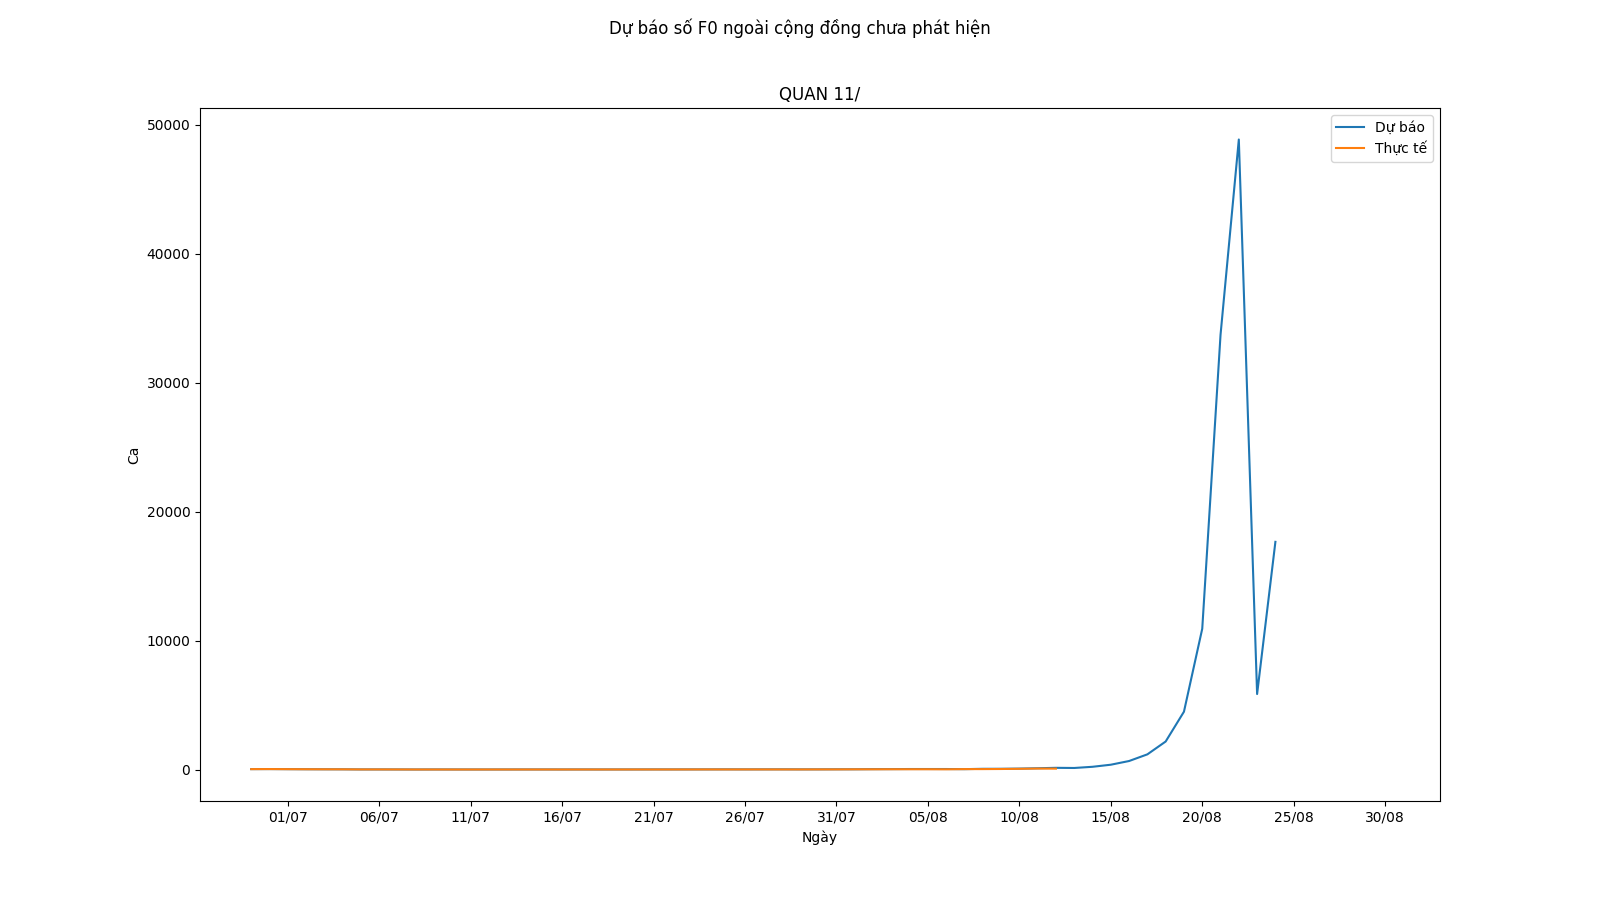 Dự báo số F0 ngoài cộng đồng chưa phát hiện
QUAN 11/
50000
40000
30000
20000
10000
0
Ca
Dự báo
Thực tế
01/07 06/07 11/07 16/07 21/07 26/07 31/07 05/08 10/08 15/08 20/08 25/08 30/08
Ngày